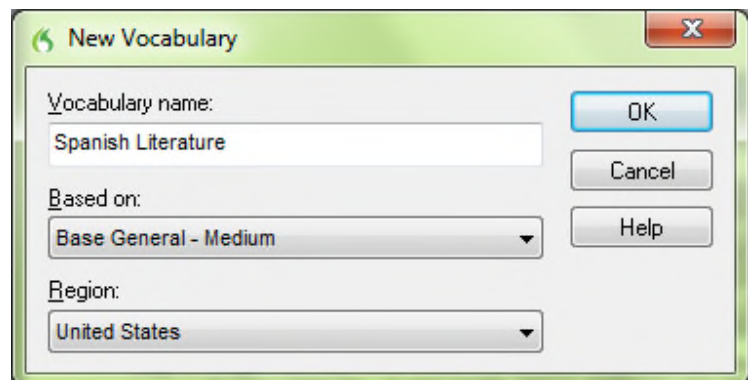 New Vocabulary
Vocabulary name:
Spanish Literature
OK
Cancel
Based on:
Base General - Medium
Help
Region:
United States